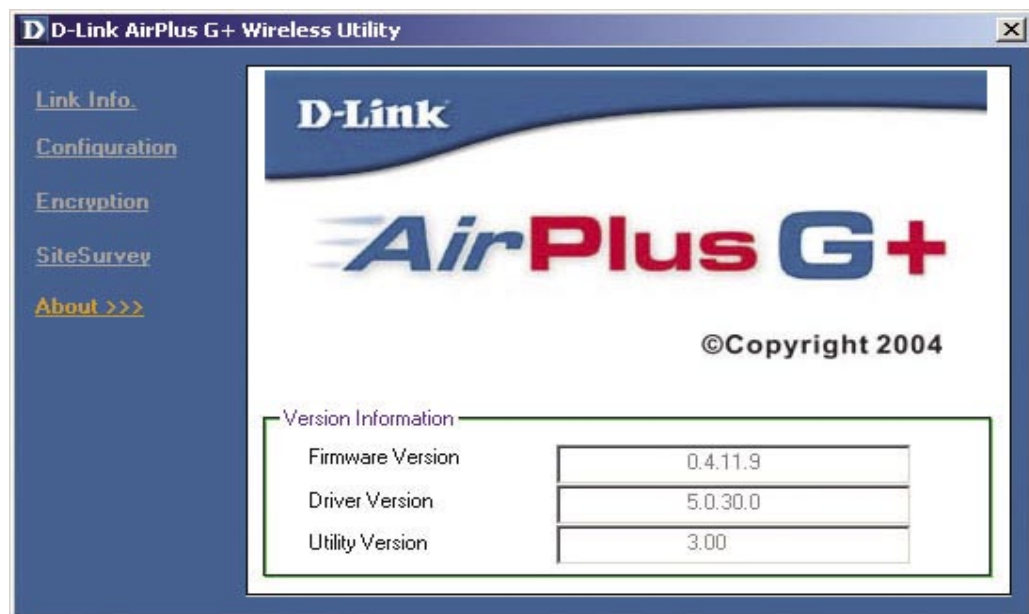 D D-Link AirPlus G+ Wireless Utility
Link Info.
Configuration
Encryption
SiteSurvey
About >>>
D-Link
AirPlus G+
©Copyright 2004
Version Information
Firmware Version 0.4.11.9
Driver Version 5.0.30.0
Utility Version 3.00